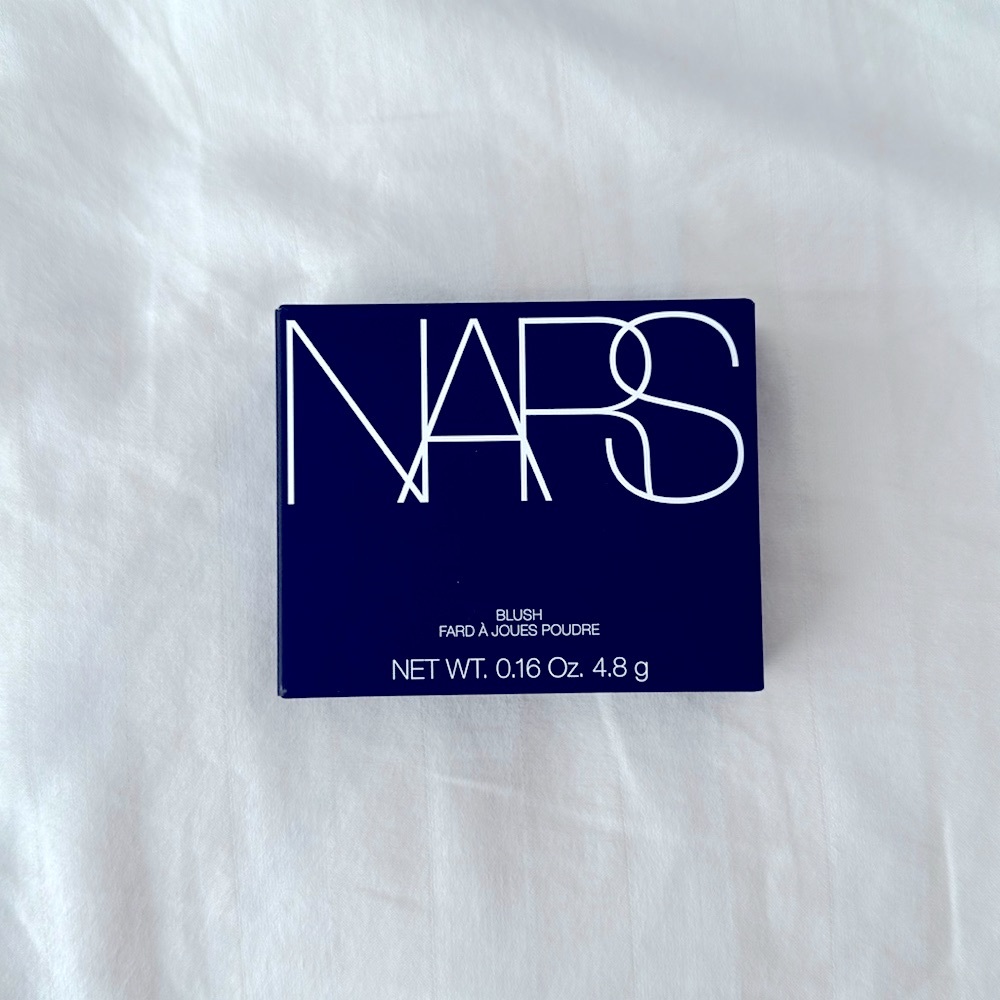 NARS
BLUSH
FARD À JOUES POUDRE
NET WT. 0.16 Oz. 4.8 g